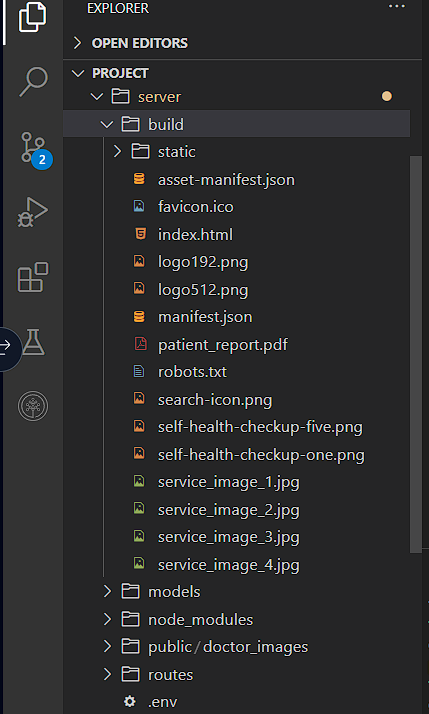 EXPLORER
OPEN EDITORS
PROJECT
server
build
static
asset-manifest.json
favicon.ico
index.html
logo192.png
logo512.png
manifest.json
patient_report.pdf
robots.txt
search-icon.png
self-health-checkup-five.png
self-health-checkup-one.png
service_image_1.jpg
service_image_2.jpg
service_image_3.jpg
service_image_4.jpg
models
node_modules
public/doctor_images
routes
.env
2